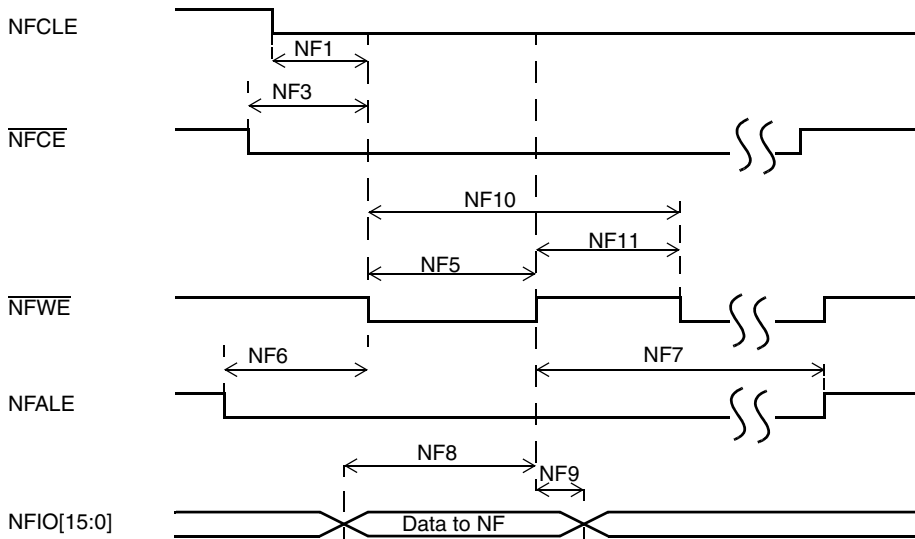 NFCLE
NF1
NF3
NFCE
NF10
NF11
NF5
NFWE
NF6
NF7
NFALE
NF8
NF9
NFIO[15:0]
Data to NF